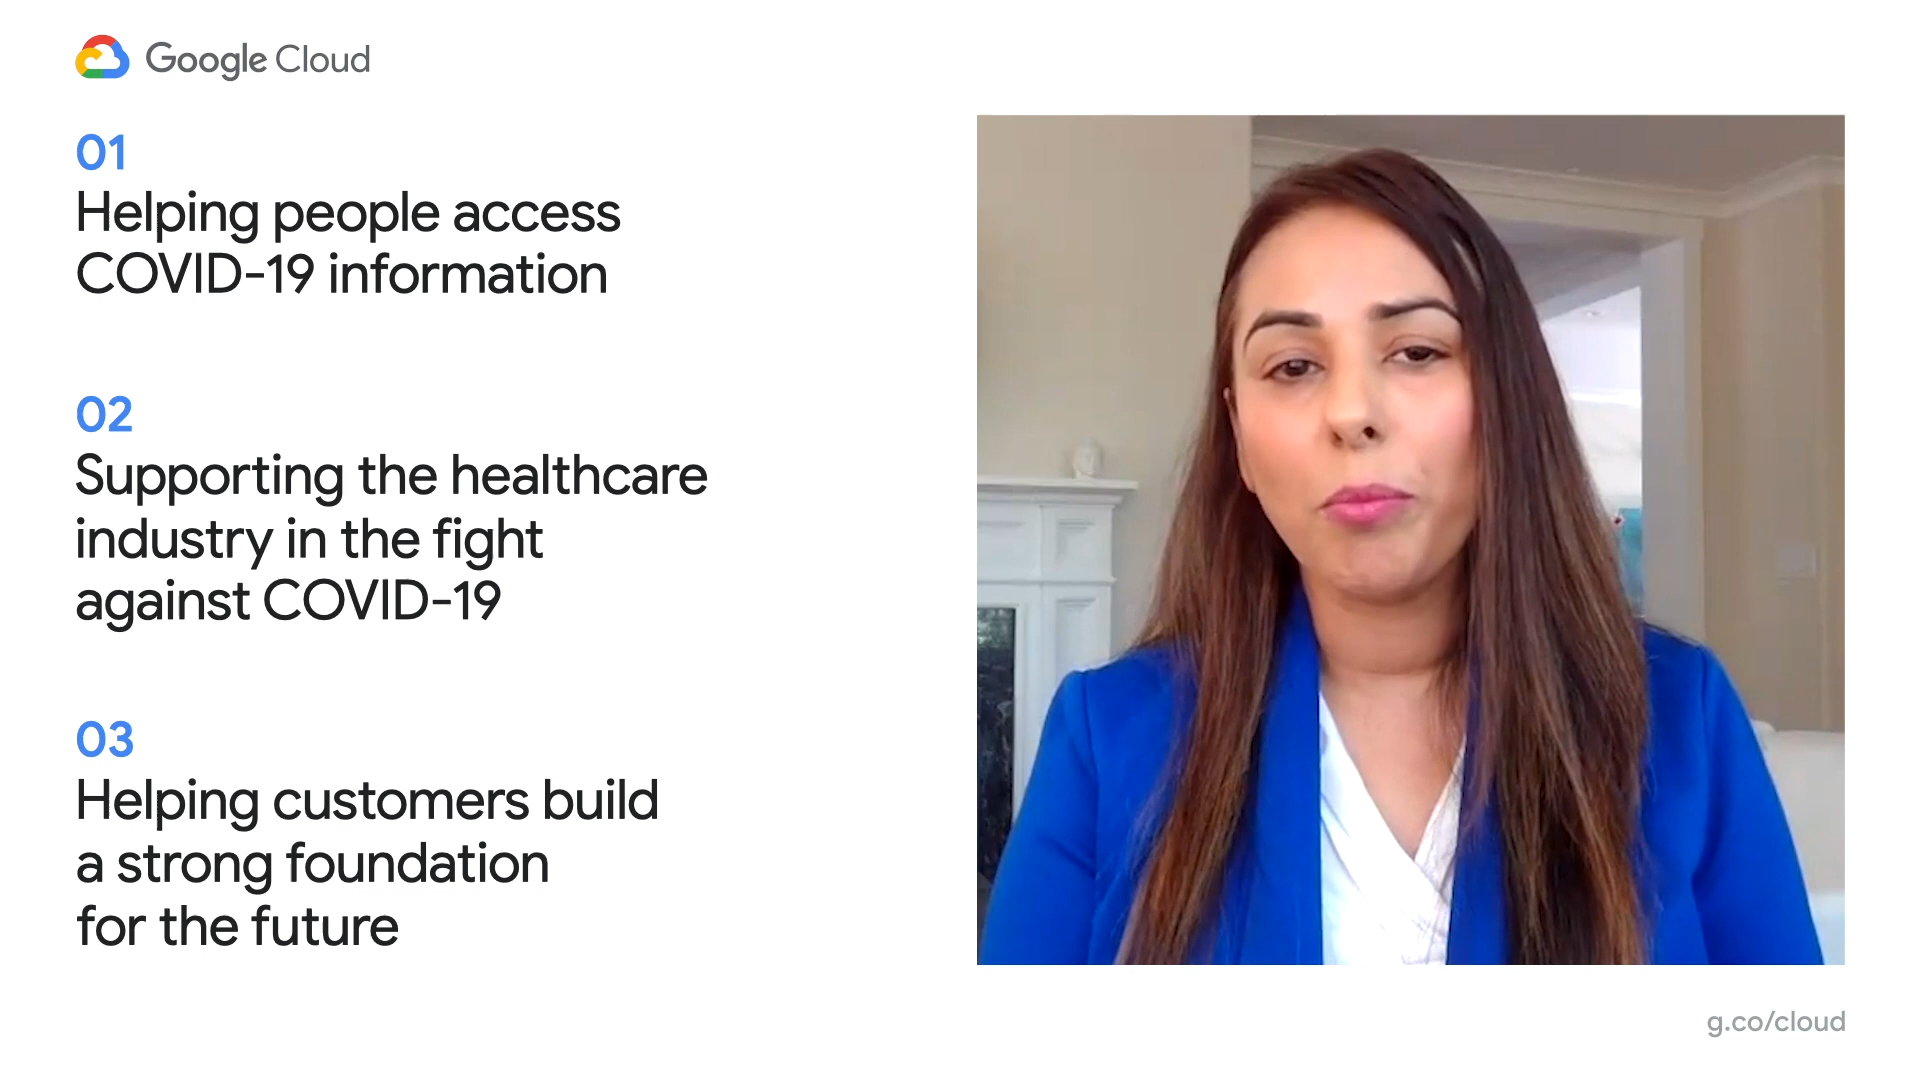 Google Cloud
01
Helping people access
COVID-19 information
02
Supporting the healthcare
industry in the fight
against COVID-19
03
Helping customers build
a strong foundation
for the future
g.co/cloud